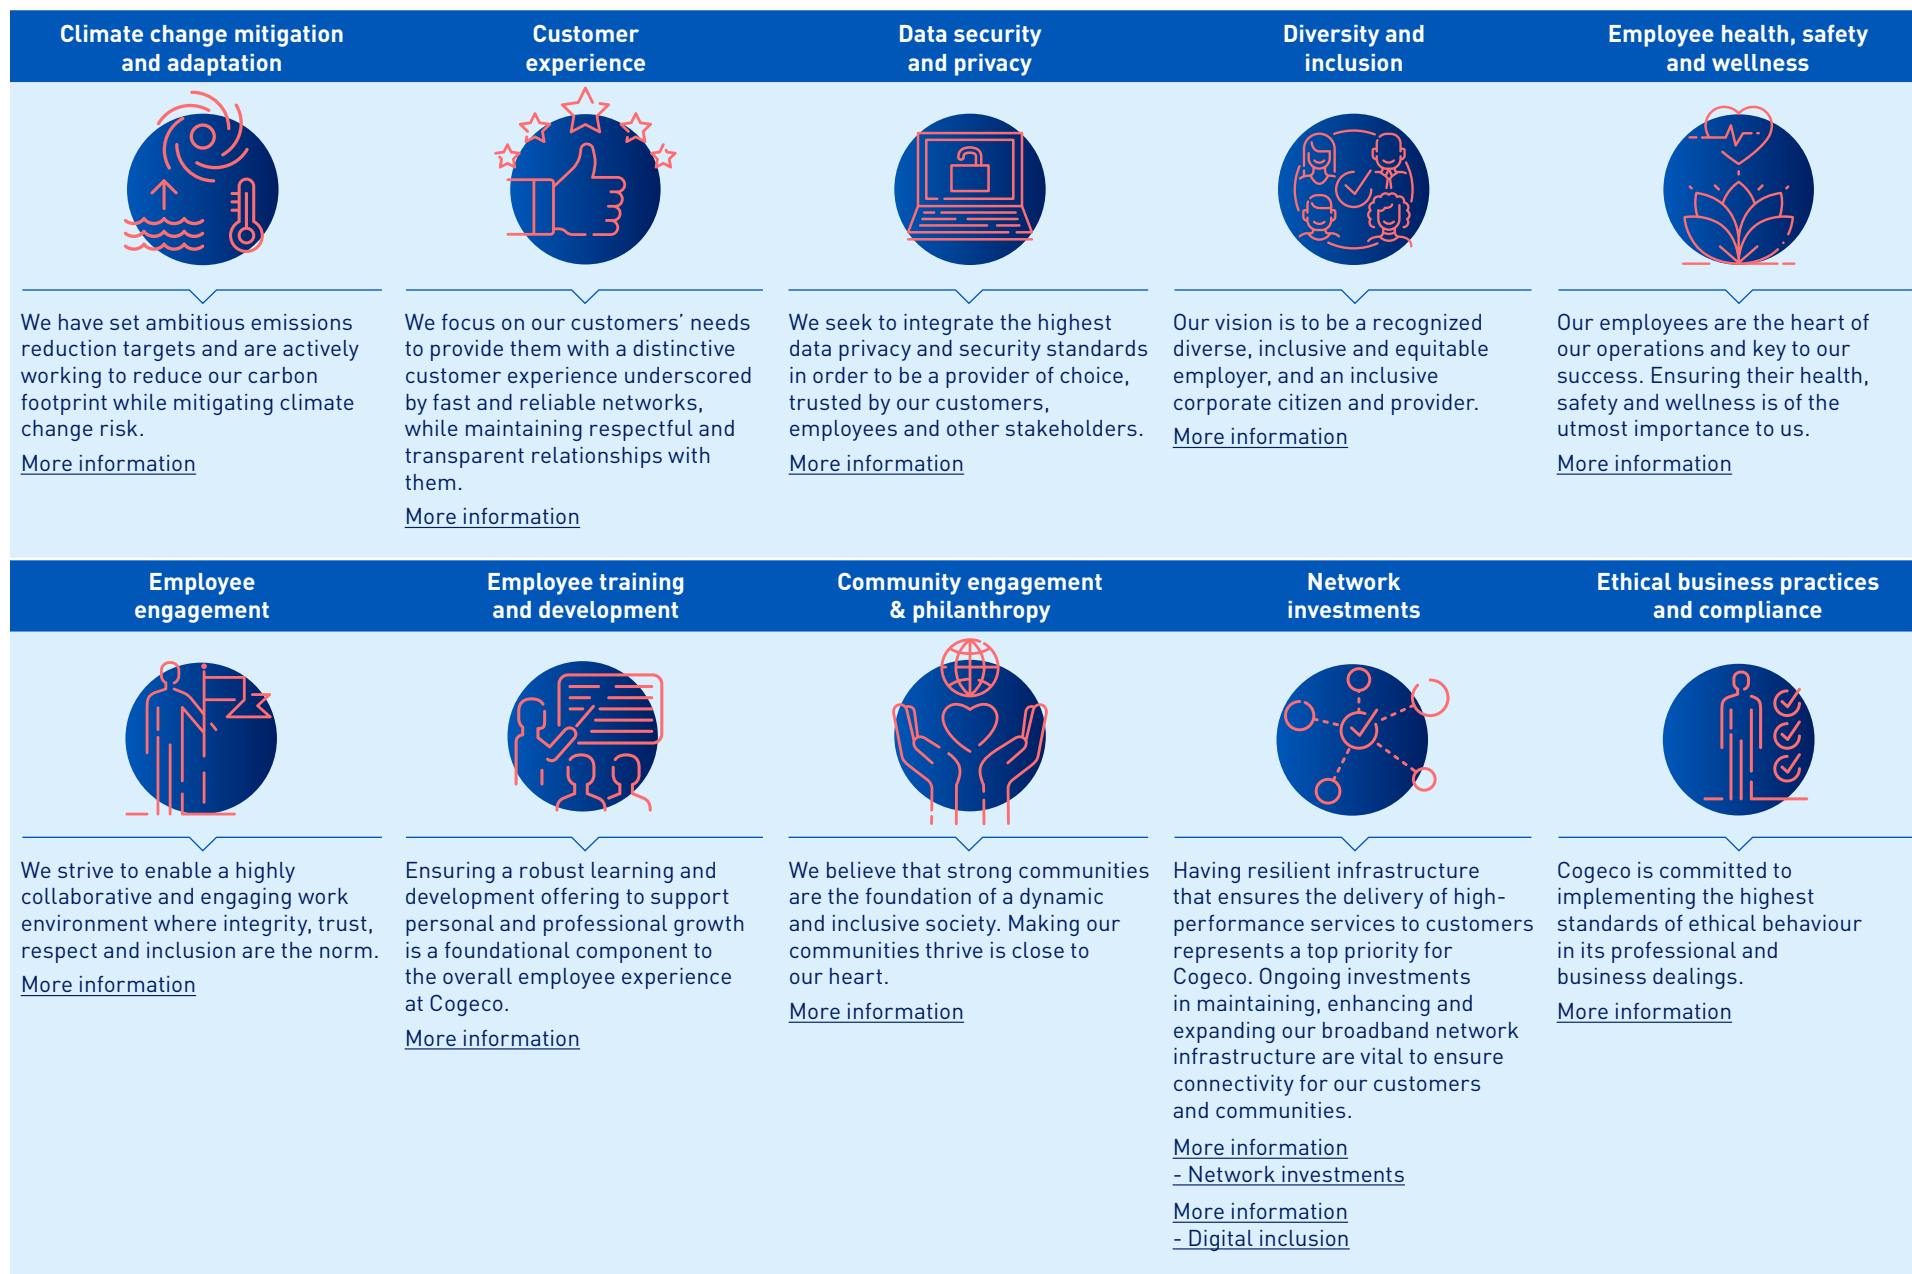 Climate change mitigation
and adaptation
We have set ambitious emissions
reduction targets and are actively
working to reduce our carbon
footprint while mitigating climate
change risk.
More information
Customer
experience
We focus on our customers’ needs
to provide them with a distinctive
customer experience underscored
by fast and reliable networks,
while maintaining respectful and
transparent relationships with
them.
More information
Data security
and privacy
We seek to integrate the highest
data privacy and security standards
in order to be a provider of choice,
trusted by our customers,
employees and other stakeholders.
More information
Diversity and
inclusion
Our vision is to be a recognized
diverse, inclusive and equitable
employer, and an inclusive
corporate citizen and provider.
More information
Employee health, safety
and wellness
Our employees are the heart of
our operations and key to our
success. Ensuring their health,
safety and wellness is of the
utmost importance to us.
More information
Employee
engagement
We strive to enable a highly
collaborative and engaging work
environment where integrity, trust,
respect and inclusion are the norm.
More information
Employee training
and development
Ensuring a robust learning and
development offering to support
personal and professional growth
is a foundational component to
the overall employee experience
at Cogeco.
More information
Community engagement
& philanthropy
We believe that strong communities
are the foundation of a dynamic
and inclusive society. Making our
communities thrive is close to
our heart.
More information
Network
investments
Having resilient infrastructure
that ensures the delivery of high-
performance services to customers
represents a top priority for
Cogeco. Ongoing investments
in maintaining, enhancing and
expanding our broadband network
infrastructure are vital to ensure
connectivity for our customers
and communities.
More information
- Network investments
More information
- Digital inclusion
Ethical business practices
and compliance
Cogeco is committed to
implementing the highest
standards of ethical behaviour
in its professional and
business dealings.
More information